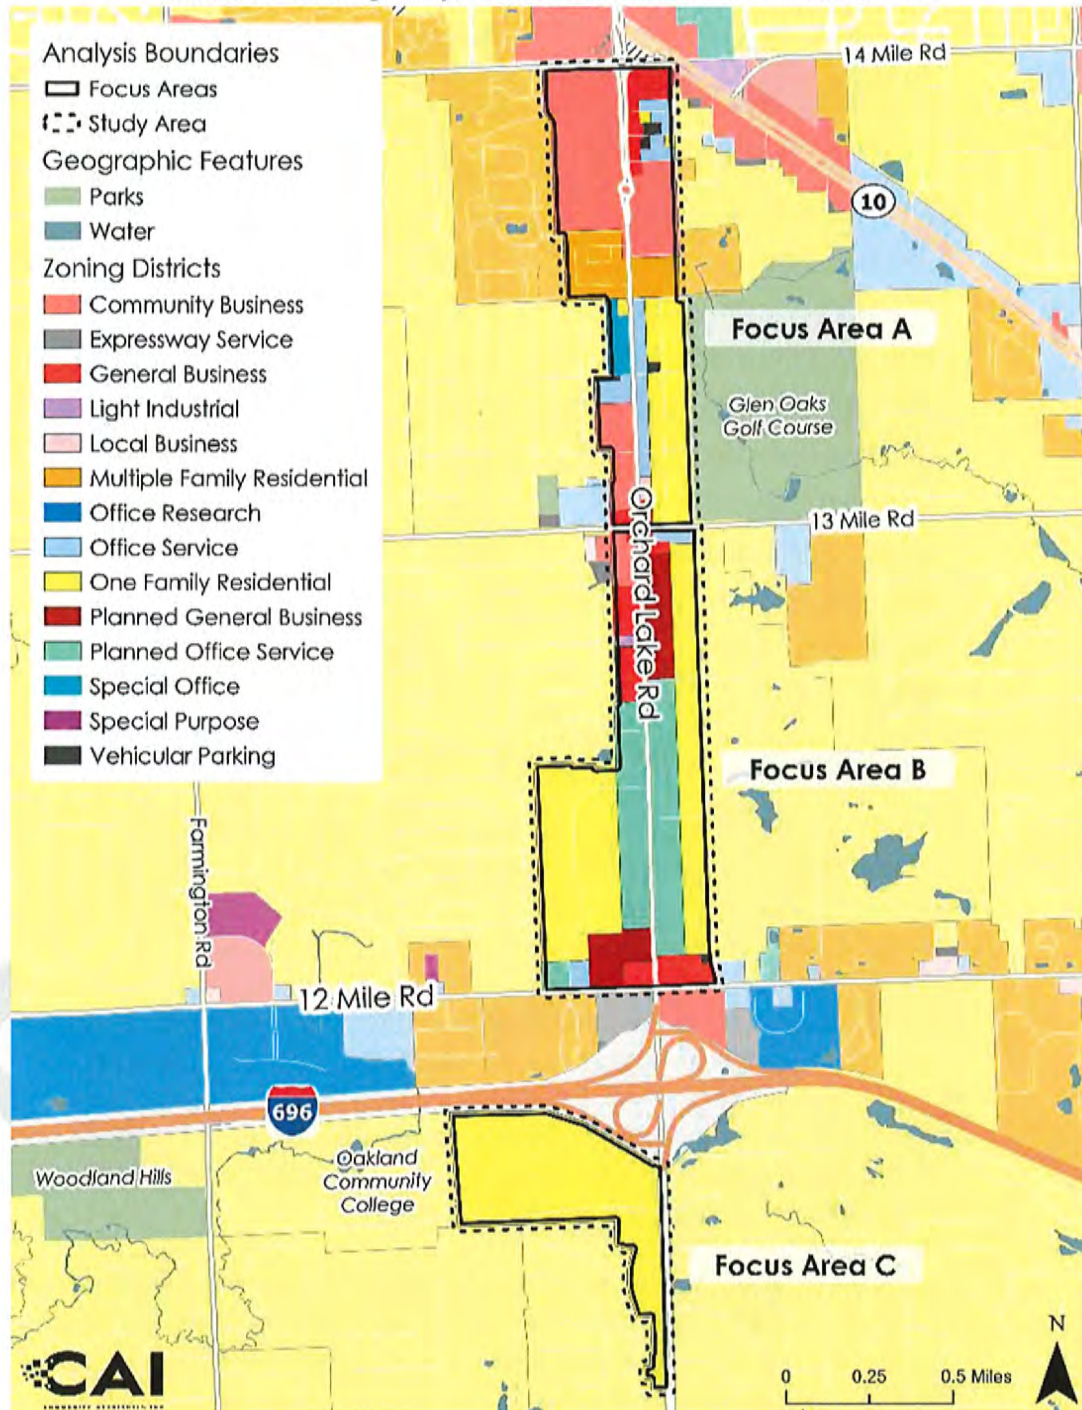 Analysis Boundaries
Focus Areas
Study Area
Geographic Features
Parks
Water
Zoning Districts
Community Business
Expressway Service
General Business
Light Industrial
Local Business
Multiple Family Residential
Office Research
Office Service
One Family Residential
Planned General Business
Planned Office Service
Special Office
Special Purpose
Vehicular Parking
14 Mile Rd
10
Focus Area A
Glen Oaks
Golf Course
13 Mile Rd
Orchard Lake Rd
Focus Area B
Farmington Rd
12 Mile Rd
696
Woodland Hills
Oakland
Community
College
Focus Area C
N
0 0.25 0.5 Miles
CAI